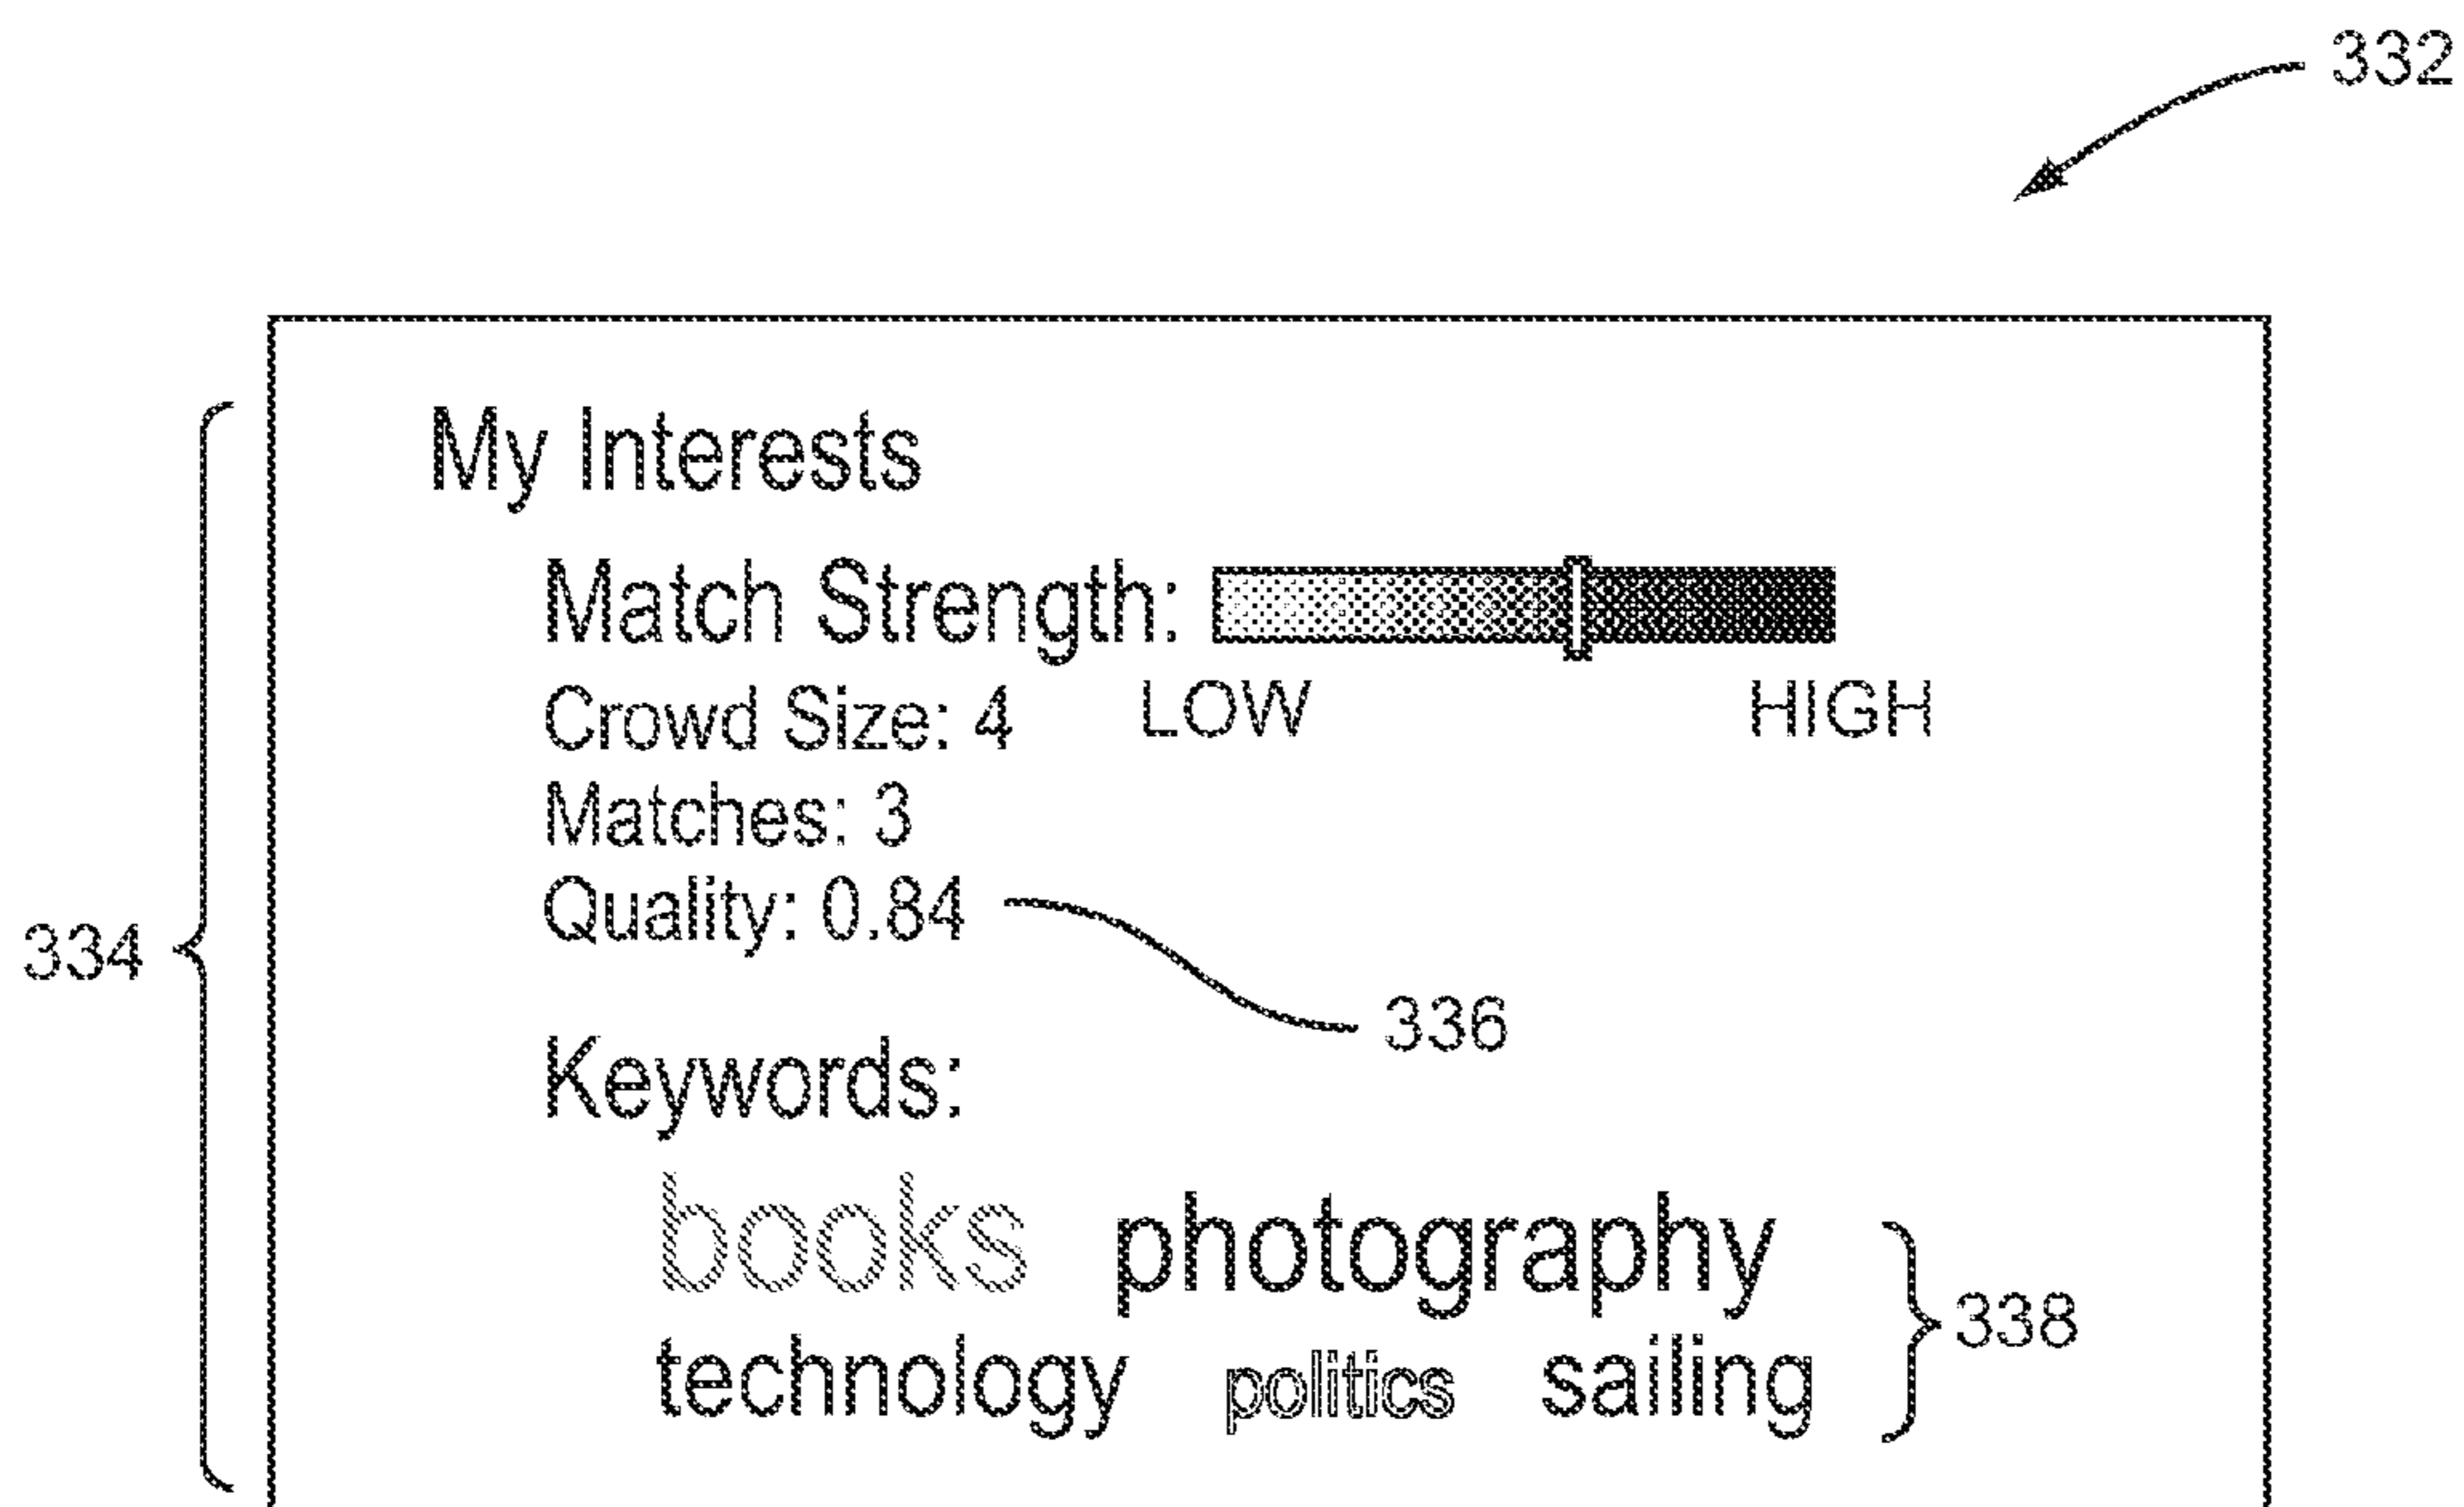 332
My Interests
Match Strength:
Crowd Size: 4 LOW HIGH
Matches: 3
Quality: 0.84
334
336
Keywords:
books photography
338
technology politics sailing